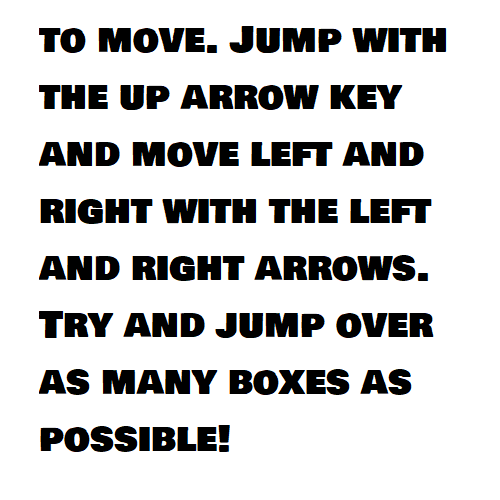 to move. Jump with
the up arrow key
and move left and
right with the left
and right arrows.
Try and jump over
as many boxes as
possible!